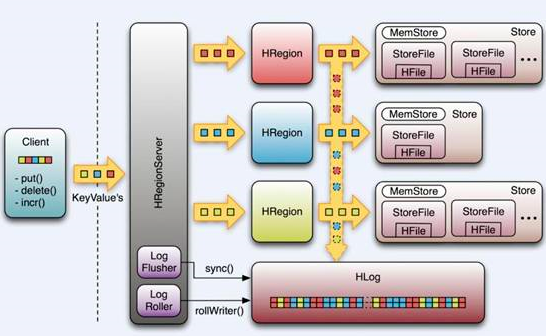 Client
- put()
- delete()
- incr()
KeyValue's
HRegionServer
Log
Flusher
Log
Roller
sync()
rollWriter()
HRegion
HRegion
HRegion
MemStore
Store
StoreFile
HFile
StoreFile
HFile
...
MemStore
Store
StoreFile
HFile
MemStore
Store
StoreFile
HFile
StoreFile
HFile
...
HLog